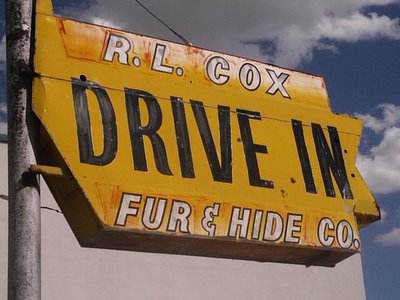 R. L. COX
DRIVE IN
FUR & HIDE CO.